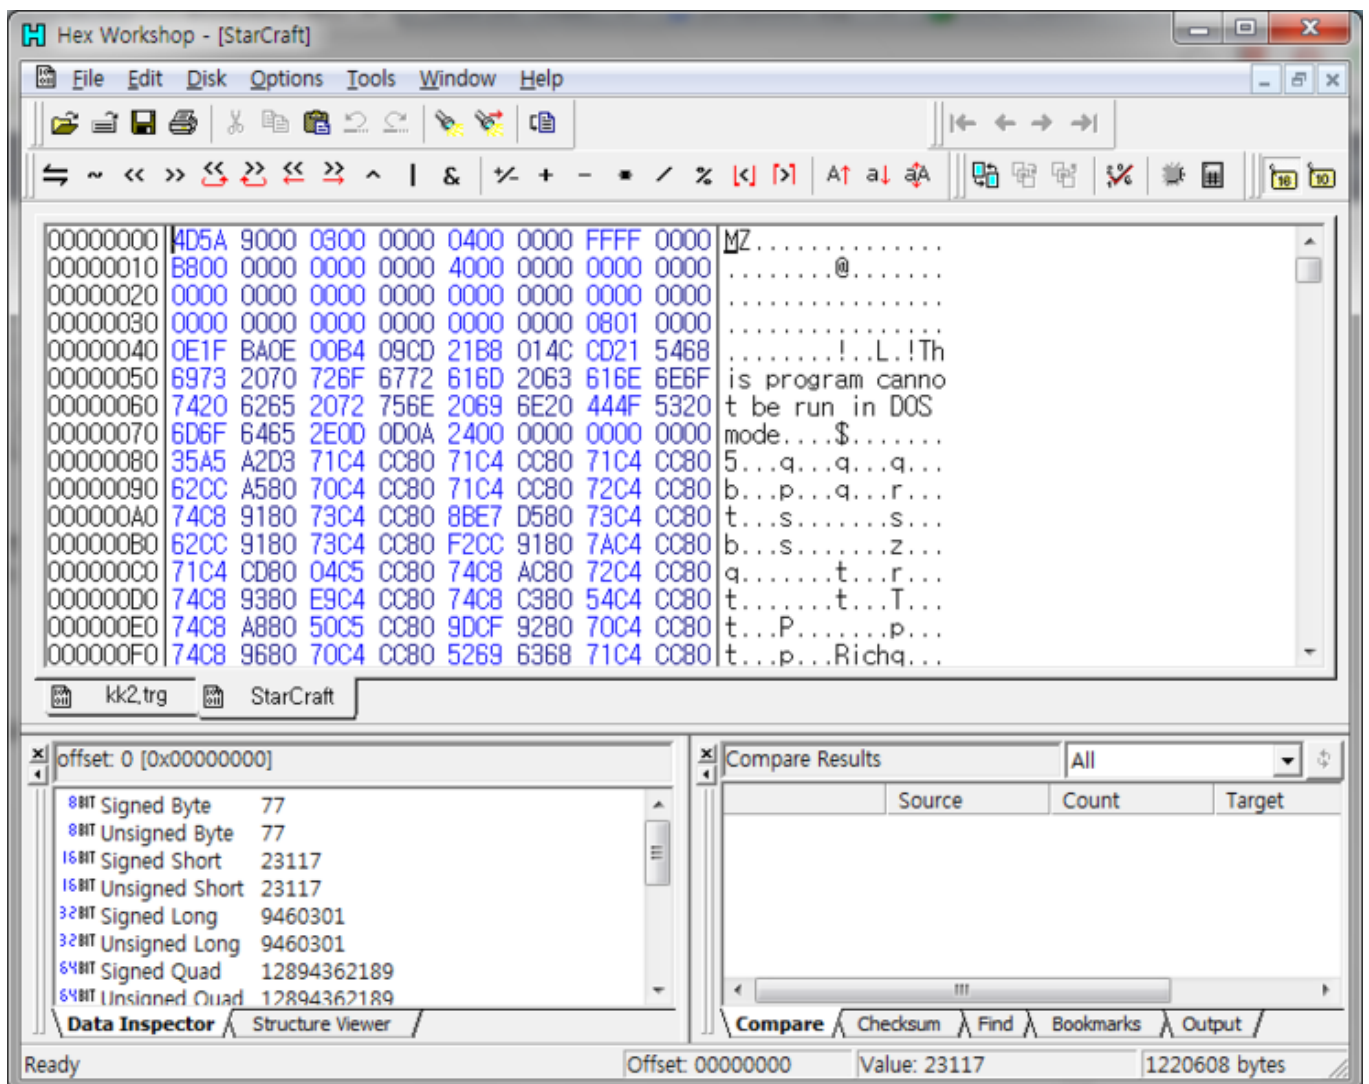 Hex Workshop - [StarCraft]
File Edit Disk Options Tools Window Help
00000000 4D5A 9000 0300 0000 0400 0000 FFFF 0000 MZ..............
00000010 B800 0000 0000 0000 4000 0000 0000 0000 ........@.......
00000020 0000 0000 0000 0000 0000 0000 0000 0000 ................
00000030 0000 0000 0000 0000 0000 0000 0801 0000 ................
00000040 0E1F BA0E 00B4 09CD 21B8 014C CD21 5468 ........!..L.!Th
00000050 6973 2070 726F 6772 616D 2063 616E 6E6F is program canno
00000060 7420 6265 2072 756E 2069 6E20 444F 5320 t be run in DOS
00000070 6D6F 6465 2E0D 0D0A 2400 0000 0000 0000 mode....$.......
00000080 35A5 A2D3 71C4 CC80 71C4 CC80 71C4 CC80 5...q...q...q...
00000090 62CC A580 70C4 CC80 71C4 CC80 72C4 CC80 b...p...q...r...
000000A0 74C8 9180 73C4 CC80 8BE7 D580 73C4 CC80 t...s.......s...
000000B0 62CC 9180 73C4 CC80 F2CC 9180 7AC4 CC80 b...s.......z...
000000C0 71C4 CD80 04C5 CC80 74C8 AC80 72C4 CC80 q.......t...r...
000000D0 74C8 9380 E9C4 CC80 74C8 C380 54C4 CC80 t.......t...T...
000000E0 74C8 A880 50C5 CC80 9DCF 9280 70C4 CC80 t...P.......p...
000000F0 74C8 9680 70C4 CC80 5269 6368 71C4 CC80 t...p...Richq...
kk2.trg StarCraft
offset: 0 [0x00000000]
8BIT Signed Byte 77
8BIT Unsigned Byte 77
16BIT Signed Short 23117
16BIT Unsigned Short 23117
32BIT Signed Long 9460301
32BIT Unsigned Long 9460301
64BIT Signed Quad 12894362189
64BIT Unsigned Quad 12894362189
Data Inspector Structure Viewer
Compare Results All
Source Count Target
Compare Checksum Find Bookmarks Output
Ready Offset: 00000000 Value: 23117 1220608 bytes